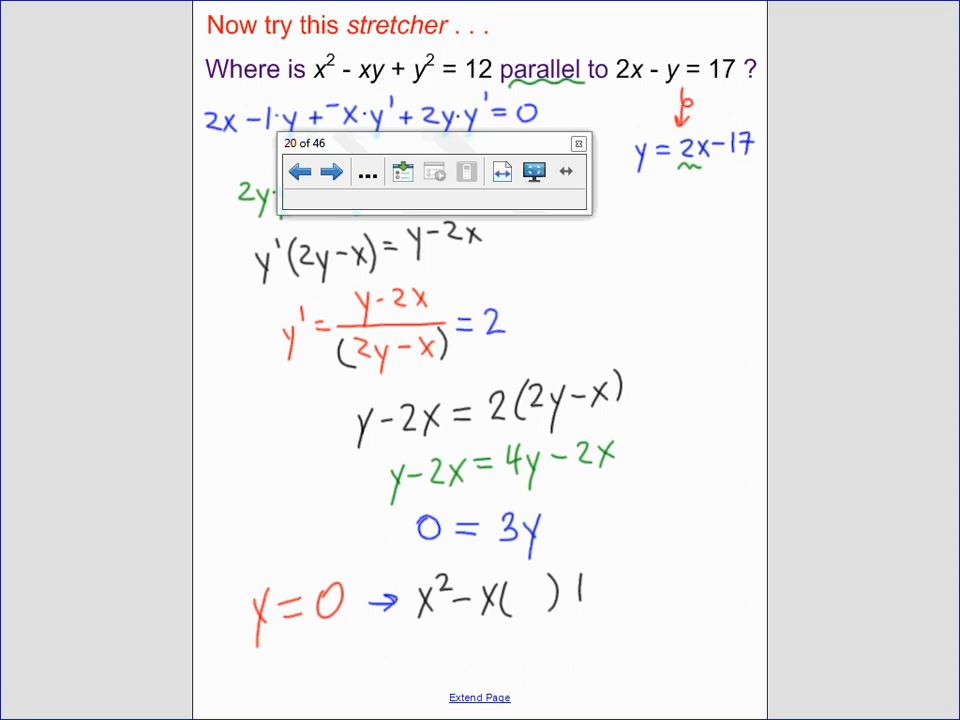 Now try this stretcher . . .
Where is x² - xy + y² = 12 parallel to 2x - y = 17 ?
2x - 1·y + -x·y' + 2y·y' = 0
y = 2x - 17
20 of 46
2y·
y'(2y-x) = y - 2x
y' = (y - 2x)/(2y - x) = 2
y - 2x = 2(2y - x)
y - 2x = 4y - 2x
0 = 3y
y = 0 → x² - x( )
Extend Page